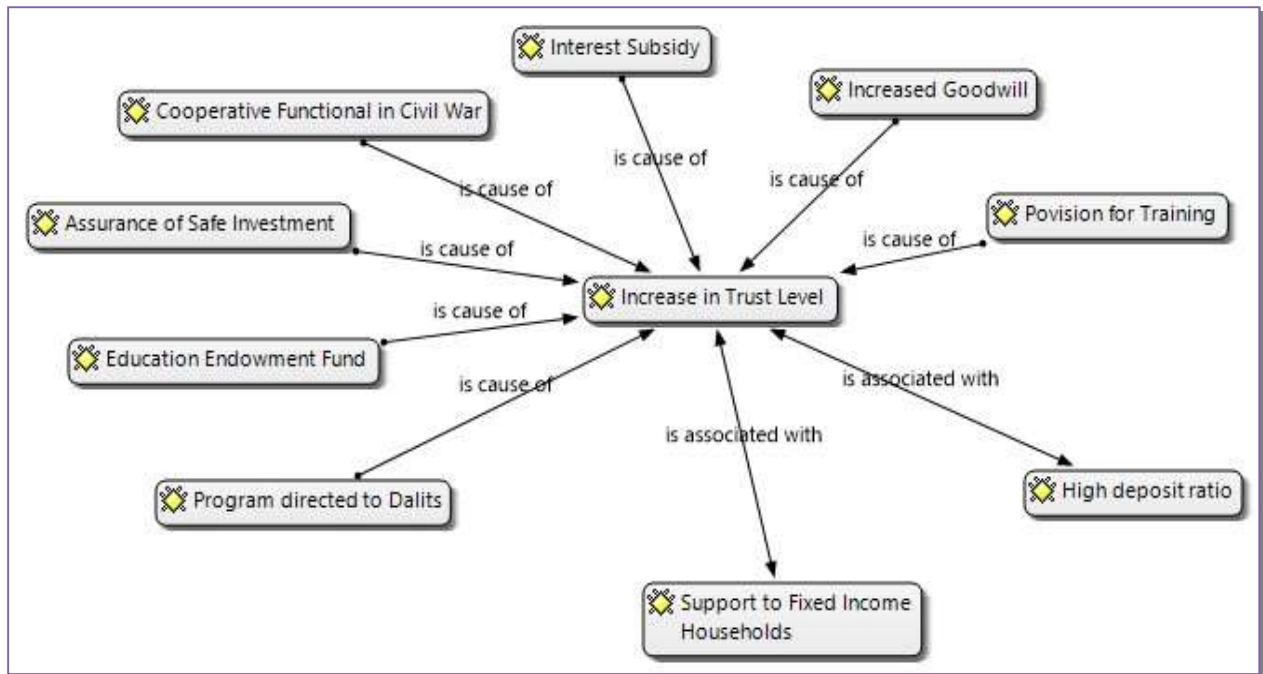 Interest Subsidy
Increased Goodwill
Cooperative Functional in Civil War
is cause of
is cause of
is cause of
Assurance of Safe Investment
Povision for Training
is cause of
is cause of
Increase in Trust Level
is cause of
Education Endowment Fund
is cause of
is associated with
is associated with
Program directed to Dalits
High deposit ratio
Support to Fixed Income
Households